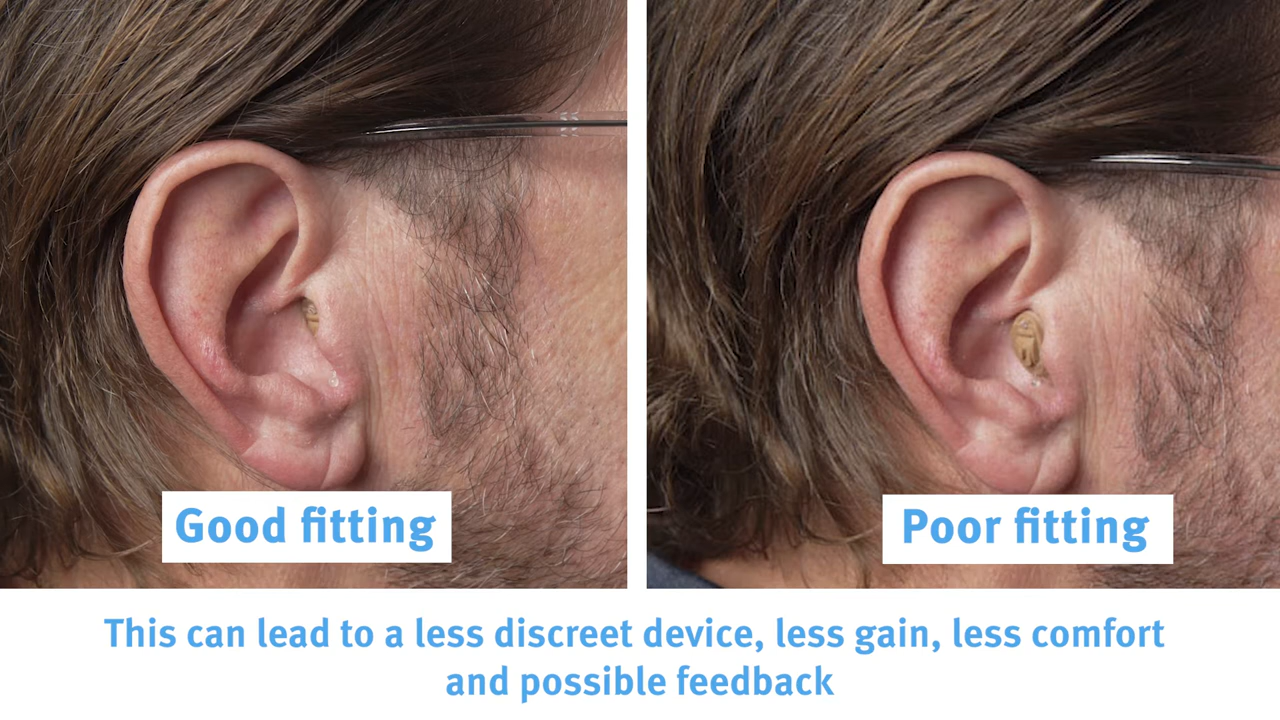 Good fitting
Poor fitting
This can lead to a less discreet device, less gain, less comfort
and possible feedback